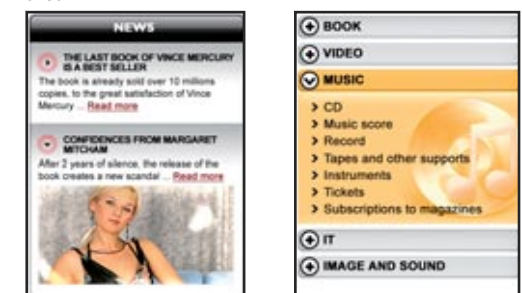 NEWS
THE LAST BOOK OF VINCE MERCURY
IS A BEST SELLER
The book is already sold over 10 millions
copies, to the great satisfaction of Vince
Mercury ... Read more
CONFIDENCES FROM MARGARET
MITCHAM
After 2 years of silence, the release of the
book creates a new scandal ... Read more
BOOK
VIDEO
MUSIC
CD
Music score
Record
Tapes and other supports
Instruments
Tickets
Subscriptions to magazines
IT
IMAGE AND SOUND